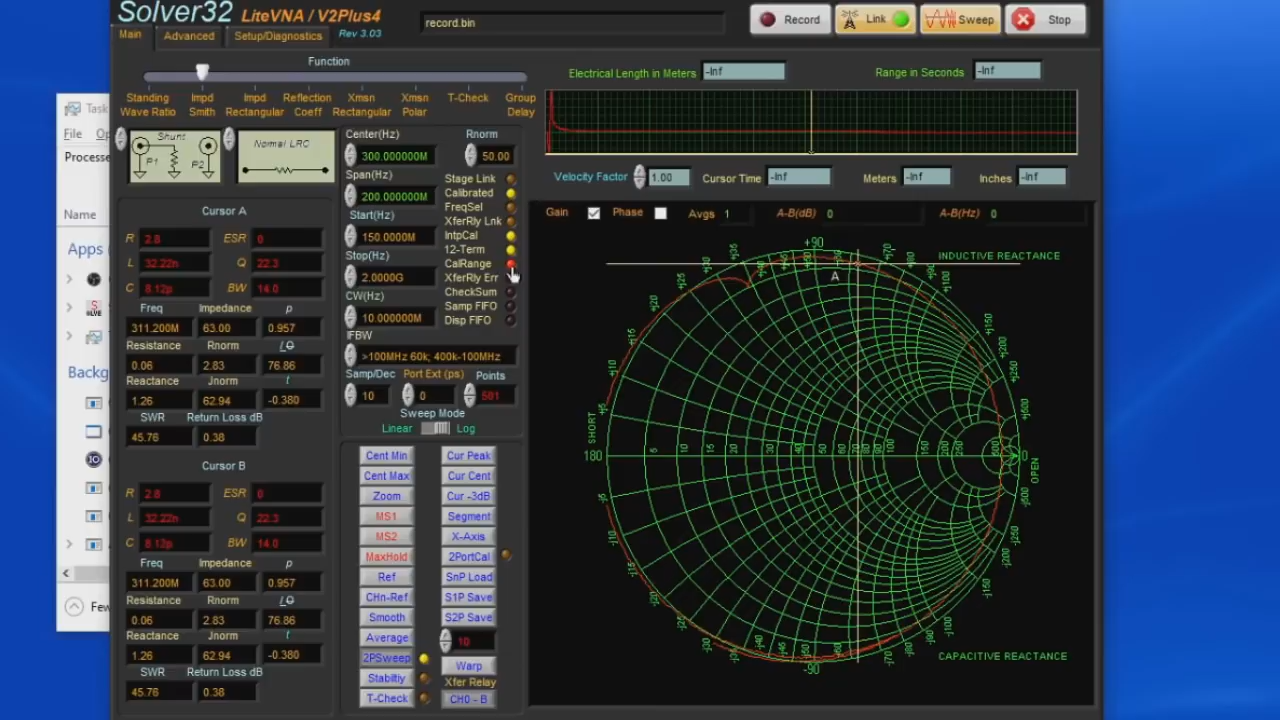 Solver32 LiteVNA / V2Plus4
Rev 3.03
record.bin
Record Link Sweep Stop
Main Advanced Setup/Diagnostics
Function
Standing Wave Ratio
Impd Smith
Impd Rectangular
Reflection Coeff
Xmsn Rectangular
Xmsn Polar
T-Check
Group Delay
Electrical Length in Meters -Inf
Range in Seconds -Inf
Velocity Factor 1.00 Cursor Time -Inf Meters -Inf Inches -Inf
Gain Phase Avgs 1 A-B(dB) 0 A-B(Hz) 0
Shunt
P1 P2
Normal LRC
Center(Hz)
300.000000M
Span(Hz)
200.000000M
Start(Hz)
150.0000M
Stop(Hz)
2.0000G
CW(Hz)
10.000000M
IFBW
>100MHz 60k; 400k-100MHz
Rnorm
50.00
Stage Link
Calibrated
FreqSel
XferRly Lnk
IntpCal
12-Term
CalRange
XferRly Err
CheckSum
Samp FIFO
Disp FIFO
Samp/Dec Port Ext (ps) Points
10 0 501
Sweep Mode
Linear Log
Cursor A
R 2.8 ESR 0
L 32.22n Q 22.3
C 8.12p BW 14.0
Freq Impedance p
311.200M 63.00 0.957
Resistance Rnorm
0.06 2.83 76.86
Reactance Jnorm t
1.26 62.94 -0.380
SWR Return Loss dB
45.76 0.38
Cursor B
R 2.8 ESR 0
L 32.22n Q 22.3
C 8.12p BW 14.0
Freq Impedance p
311.200M 63.00 0.957
Resistance Rnorm
0.06 2.83 76.86
Reactance Jnorm t
1.26 62.94 -0.380
SWR Return Loss dB
45.76 0.38
Cent Min Cur Peak
Cent Max Cur Cent
Zoom Cur -3dB
MS1 Segment
MS2 X-Axis
MaxHold 2PortCal
Ref SnP Load
CHn-Ref S1P Save
Smooth S2P Save
Average 10
2PSweep Warp
Stabiltiy Xfer Relay
T-Check CH0 - B
+90
A
INDUCTIVE REACTANCE
SHORT
180
0
OPEN
-90
CAPACITIVE REACTANCE
Task
File Op
Processe
Name
Apps
Backg
Few